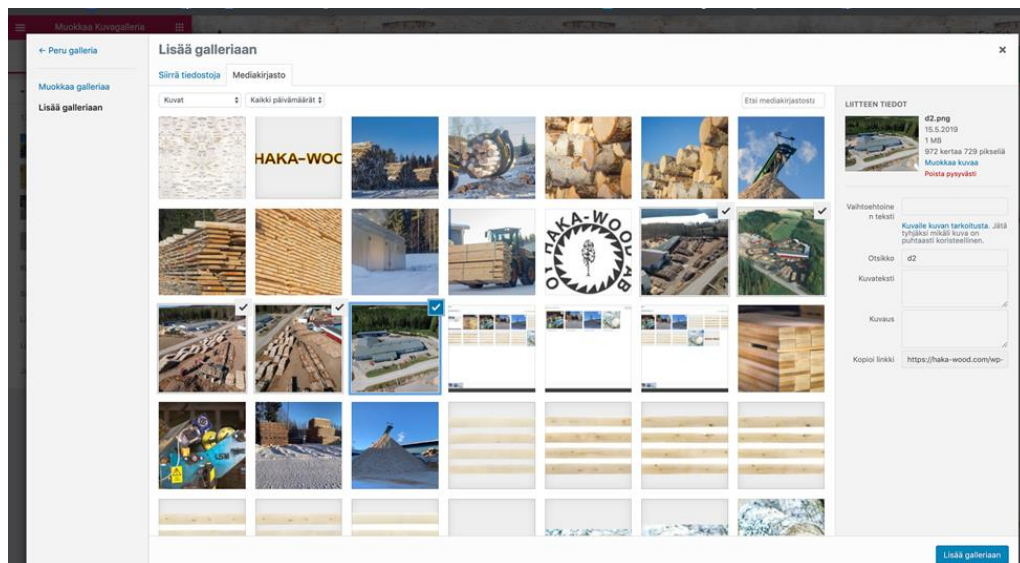 Muokkaa Kuvagalleria
← Peru galleria
Muokkaa galleriaa
Lisää galleriaan
Lisää galleriaan
Siirrä tiedostoja
Mediakirjasto
Kuvat
Kaikki päivämäärät
Etsi mediakirjastosta
HAKA-WOO
OY HAKA-WOOD AB
LIITTEEN TIEDOT
d2.png
15.5.2019
1 MB
972 kertaa 729 pikseliä
Muokkaa kuvaa
Poista pysyvästi
Vaihtoehtoine
n teksti
Kuvaile kuvan tarkoitusta. Jätä
tyhjäksi mikäli kuva on
puhtaasti koristeellinen.
Otsikko
d2
Kuvateksti
Kuvaus
Kopioi linkki
https://haka-wood.com/wp-
Lisää galleriaan